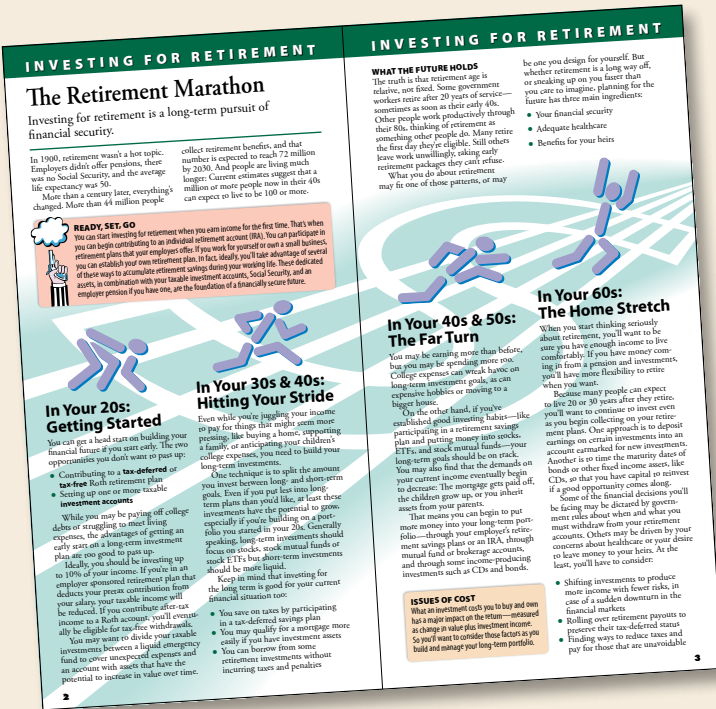 INVESTING FOR RETIREMENT
The Retirement Marathon
Investing for retirement is a long-term pursuit of
financial security.
In 1900, retirement wasn't a hot topic.
Employers didn't offer pensions, there
was no Social Security, and the average
life expectancy was 50.
More than a century later, everything's
changed. More than 44 million people
collect retirement benefits, and that
number is expected to reach 72 million
by 2030. And people are living much
longer: Current estimates suggest that a
million or more people now in their 40s
can expect to live to be 100 or more.
READY, SET, GO
You can start investing for retirement when you earn income for the first time. That's when
you can begin contributing to an individual retirement account (IRA). You can participate in
retirement plans that your employers offer. If you work for yourself or own a small business,
you can establish your own retirement plan. In fact, ideally, you'll take advantage of several
of these ways to accumulate retirement savings during your working life. These dedicated
assets, in combination with your taxable investment accounts, Social Security, and an
employer pension if you have one, are the foundation of a financially secure future.
In Your 20s:
Getting Started
You can get a head start on building your
financial future if you start early. The two
opportunities you don't want to pass up:
• Contributing to a tax-deferred or
tax-free Roth retirement plan
• Setting up one or more taxable
investment accounts
While you may be paying off college
debts or struggling to meet living
expenses, the advantages of getting an
early start on a long-term investment
plan are too good to pass up.
Ideally, you should be investing up
to 10% of your income. If you're in an
employer sponsored retirement plan that
deducts your pretax contribution from
your salary, your taxable income will
be reduced. If you contribute after-tax
income to a Roth account, you'll eventu-
ally be eligible for tax-free withdrawals.
You may want to divide your taxable
investments between a liquid emergency
fund to cover unexpected expenses and
an account with assets that have the
potential to increase in value over time.
In Your 30s & 40s:
Hitting Your Stride
Even while you're juggling your income
to pay for things that might seem more
pressing, like buying a home, supporting
a family, or anticipating your children's
college expenses, you need to build your
long-term investments.
One technique is to split the amount
you invest between long- and short-term
goals. Even if you put less into long-
term plans than you'd like, at least these
investments have the potential to grow,
especially if you're building on a port-
folio you started in your 20s. Generally
speaking, long-term investments should
focus on stocks, stock mutual funds or
stock ETFs but short-term investments
should be more liquid.
Keep in mind that investing for
the long term is good for your current
financial situation too:
• You save on taxes by participating
in a tax-deferred savings plan
• You may qualify for a mortgage more
easily if you have investment assets
• You can borrow from some
retirement investments without
incurring taxes and penalties
2
INVESTING FOR RETIREMENT
WHAT THE FUTURE HOLDS
The truth is that retirement age is
relative, not fixed. Some government
workers retire after 20 years of service—
sometimes as soon as their early 40s.
Other people work productively through
their 80s, thinking of retirement as
something other people do. Many retire
the first day they're eligible. Still others
leave work unwillingly, taking early
retirement packages they can't refuse.
What you do about retirement
may fit one of those patterns, or may
be one you design for yourself. But
whether retirement is a long way off,
or sneaking up on you faster than
you care to imagine, planning for the
future has three main ingredients:
• Your financial security
• Adequate healthcare
• Benefits for your heirs
In Your 40s & 50s:
The Far Turn
You may be earning more than before,
but you may be spending more too.
College expenses can wreak havoc on
long-term investment goals, as can
expensive hobbies or moving to a
bigger house.
On the other hand, if you've
established good investing habits—like
participating in a retirement savings
plan and putting money into stocks,
ETFs, and stock mutual funds—your
long-term goals should be on track.
You may also find that the demands on
your current income eventually begin
to decrease: The mortgage gets paid off,
the children grow up, or you inherit
assets from your parents.
That means you can begin to put
more money into your long-term port-
folio—through your employer's retire-
ment savings plans or an IRA, through
mutual fund or brokerage accounts,
and through some income-producing
investments such as CDs and bonds.
ISSUES OF COST
What an investment costs you to buy and own
has a major impact on the return—measured
as change in value plus investment income.
So you'll want to consider those factors as you
build and manage your long-term portfolio.
In Your 60s:
The Home Stretch
When you start thinking seriously
about retirement, you'll want to be
sure you have enough income to live
comfortably. If you have money com-
ing in from a pension and investments,
you'll have more flexibility to retire
when you want.
Because many people can expect
to live 20 or 30 years after they retire,
you'll want to continue to invest even
as you begin collecting on your retire-
ment plans. One approach is to deposit
earnings on certain investments into an
account earmarked for new investments.
Another is to time the maturity dates of
bonds or other fixed income assets, like
CDs, so that you have capital to reinvest
if a good opportunity comes along.
Some of the financial decisions you'll
be facing may be dictated by govern-
ment rules about when and what you
must withdraw from your retirement
accounts. Others may be driven by your
concerns about healthcare or your desire
to leave money to your heirs. At the
least, you'll have to consider:
• Shifting investments to produce
more income with fewer risks, in
case of a sudden downturn in the
financial markets
• Rolling over retirement payouts to
preserve their tax-deferred status
• Finding ways to reduce taxes and
pay for those that are unavoidable
3